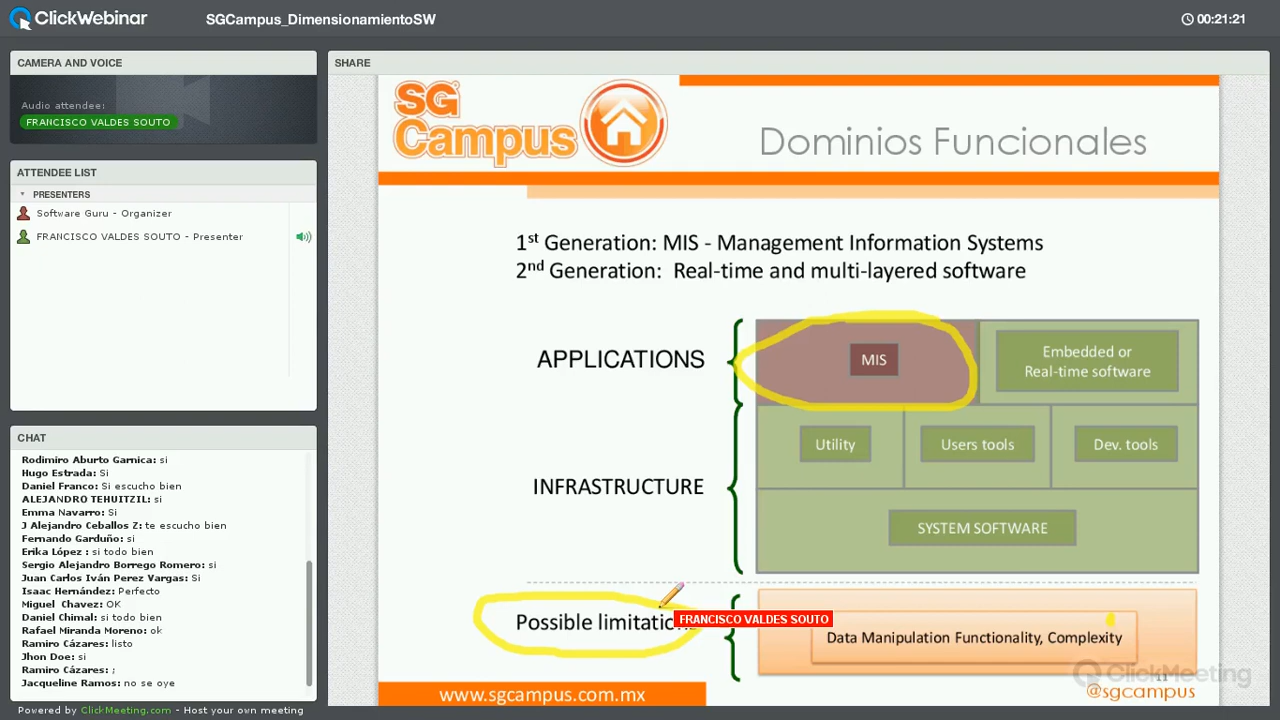 ClickWebinar
SGCampus_DimensionamientoSW
00:21:21
CAMERA AND VOICE
Audio attendee:
FRANCISCO VALDES SOUTO
ATTENDEE LIST
PRESENTERS
Software Guru - Organizer
FRANCISCO VALDES SOUTO - Presenter
CHAT
Rodimiro Aburto Garnica: si
Hugo Estrada: Si
Daniel Franco: Si escucho bien
ALEJANDRO TEHUITZIL: si
Emma Navarro: Si
J Alejandro Ceballos Z: te escucho bien
Fernando Garduño: si
Erika López : si todo bien
Sergio Alejandro Borrego Romero: si
Juan Carlos Iván Perez Vargas: Si
Isaac Hernández: Perfecto
Miguel Chavez: OK
Daniel Chimal: si todo bien
Rafael Miranda Moreno: ok
Ramiro Cázares: listo
Jhon Doe: si
Ramiro Cázares: ;
Jacqueline Ramos: no se oye
Powered by ClickMeeting.com - Host your own meeting
SHARE
SG
Campus
Dominios Funcionales
1st Generation: MIS - Management Information Systems
2nd Generation: Real-time and multi-layered software
APPLICATIONS
MIS
Embedded or
Real-time software
INFRASTRUCTURE
Utility
Users tools
Dev. tools
SYSTEM SOFTWARE
Possible limitations
FRANCISCO VALDES SOUTO
Data Manipulation Functionality, Complexity
ClickMeeting
11
www.sgcampus.com.mx
@sgcampus